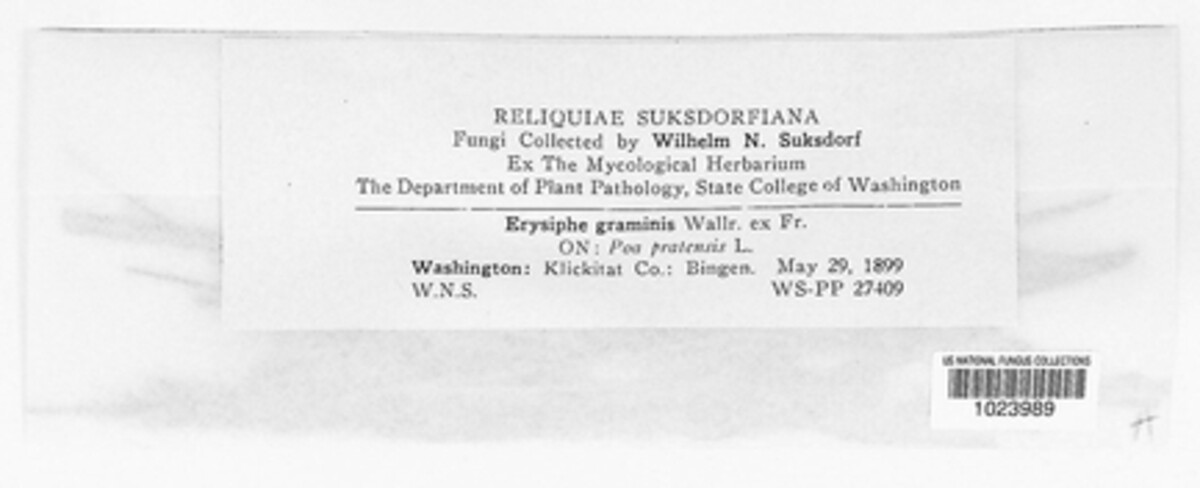 RELIQUIAE SUKSDORFIANA
Fungi Collected by Wilhelm N. Suksdorf
Ex The Mycological Herbarium
The Department of Plant Pathology, State College of Washington
Erysiphe graminis Wallr. ex Fr.
ON: Poa pratensis L.
Washington: Klickitat Co.: Bingen. May 29, 1899
W.N.S. WS-PP 27409
US NATIONAL FUNGUS COLLECTIONS
1023989